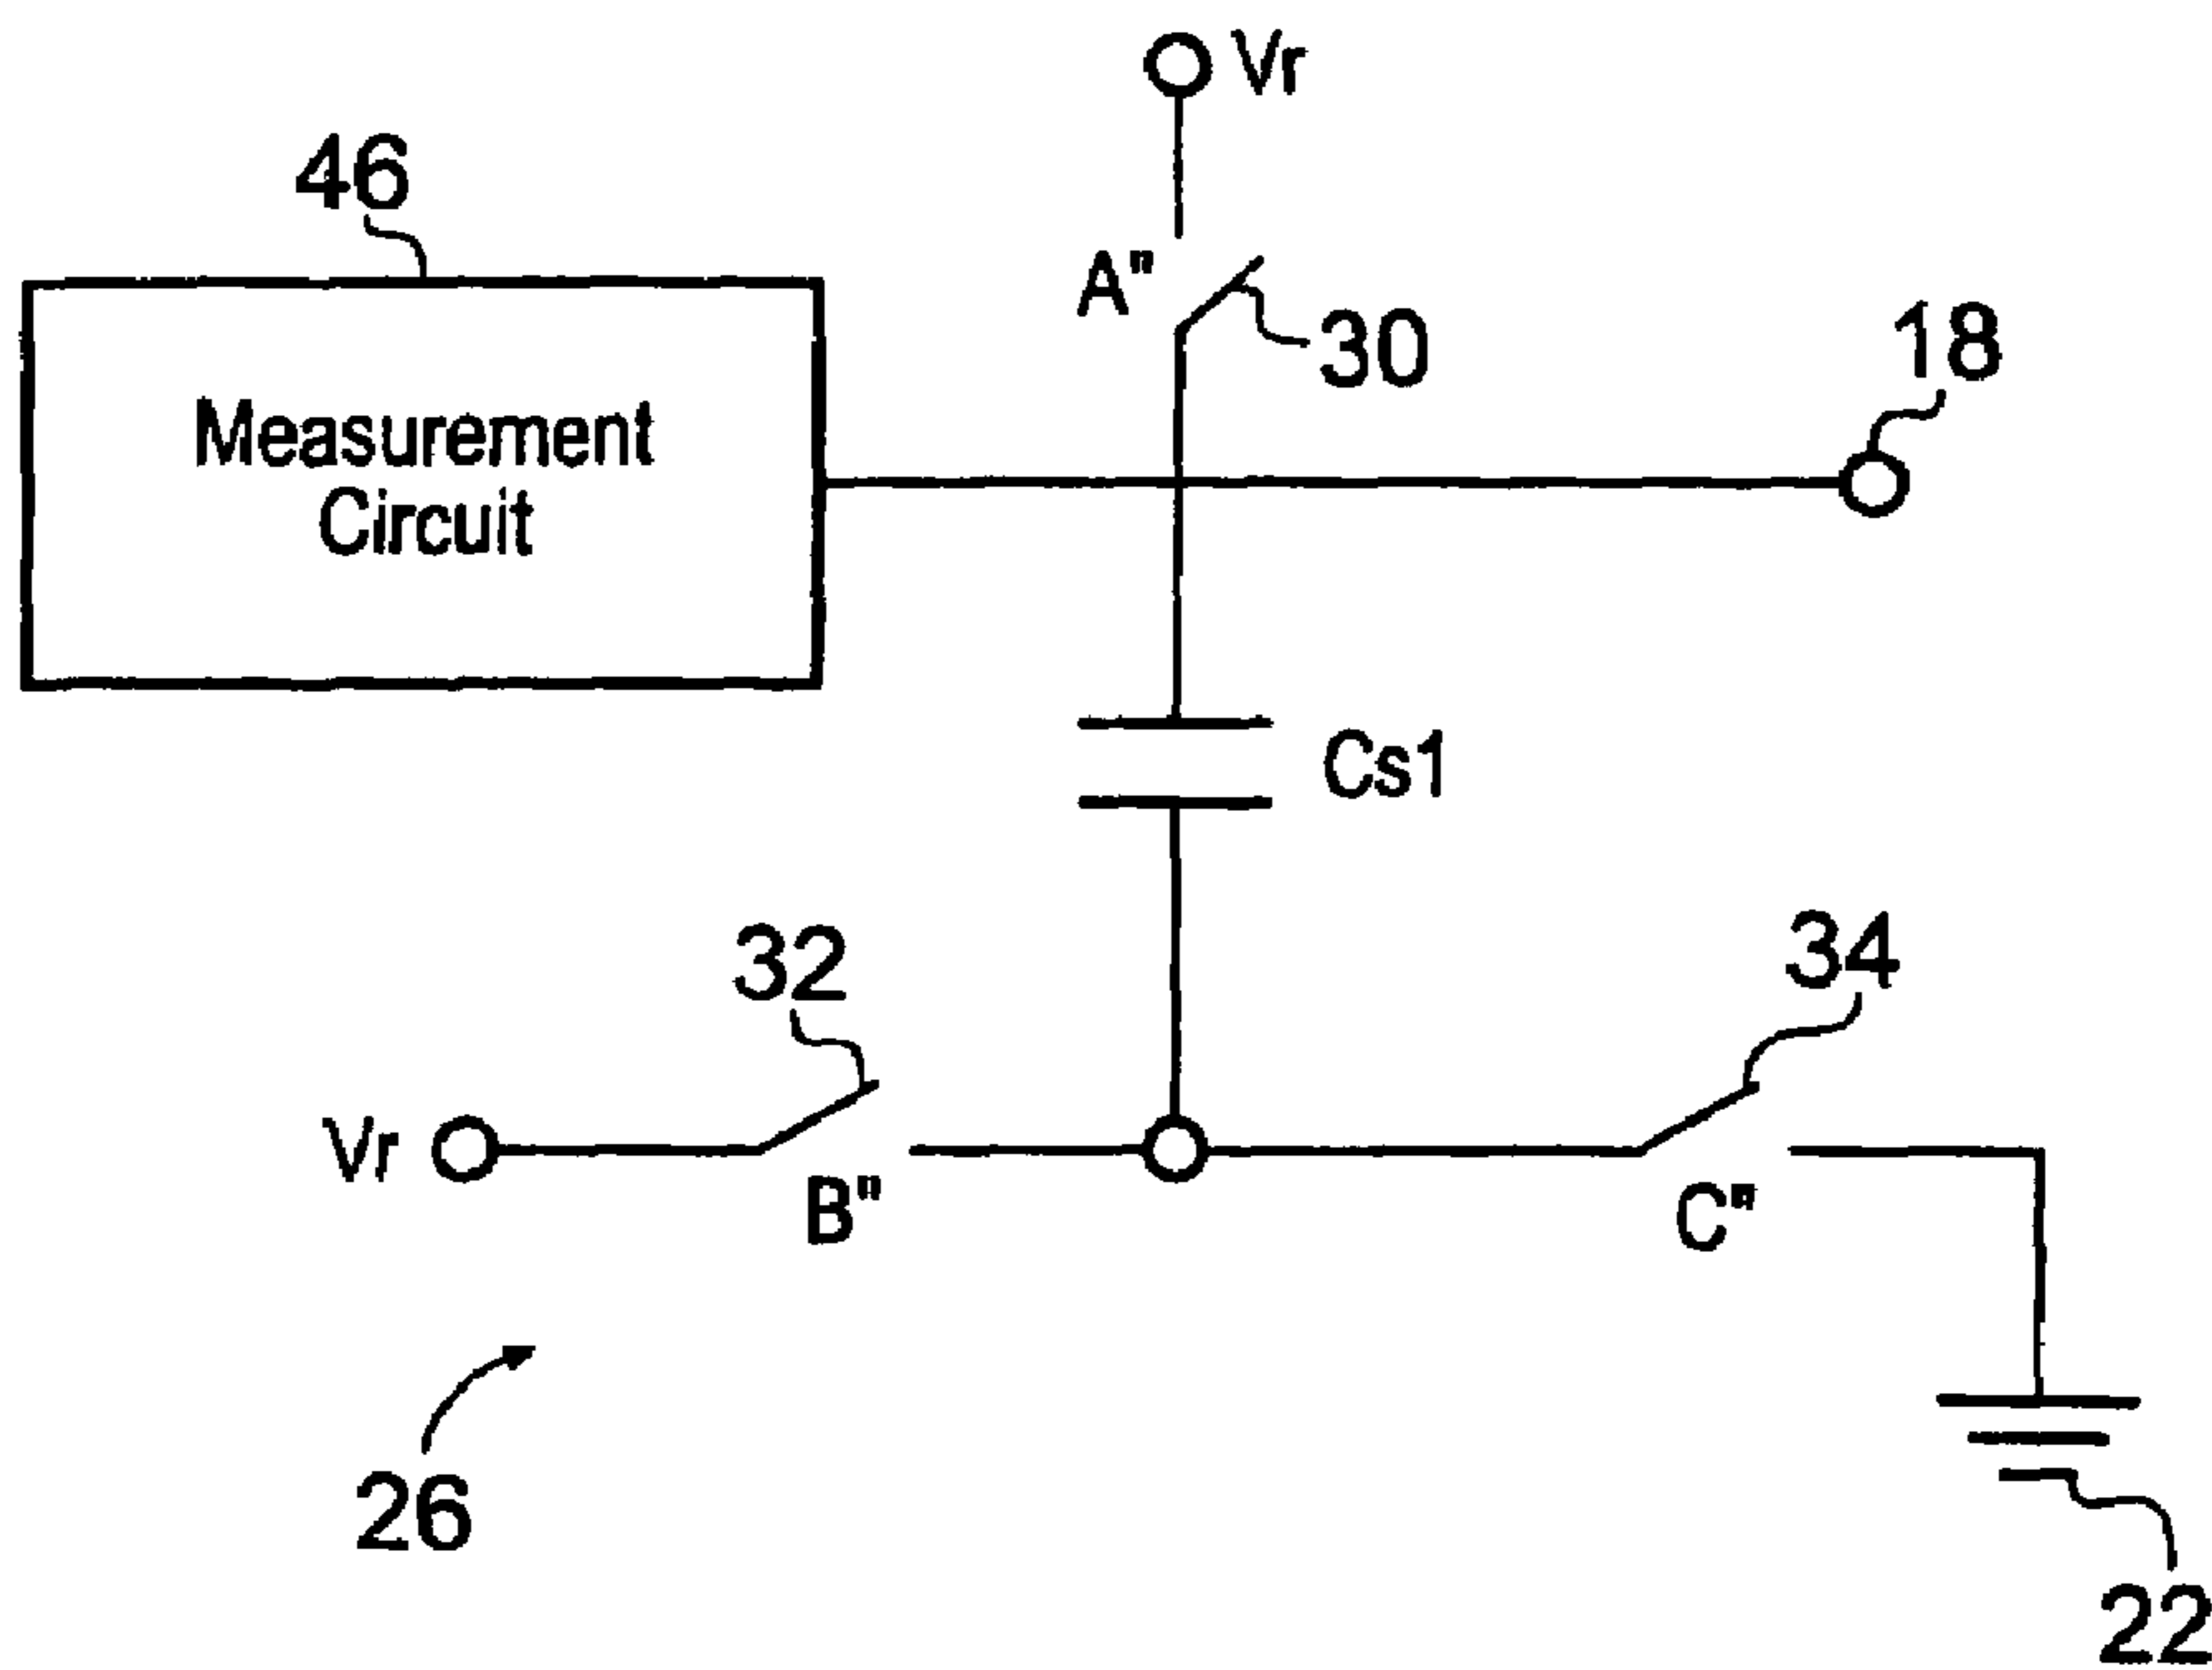 Vr
46
A"
30
18
Measurement
Circuit
Cs1
32
34
Vr
B"
C"
26
22